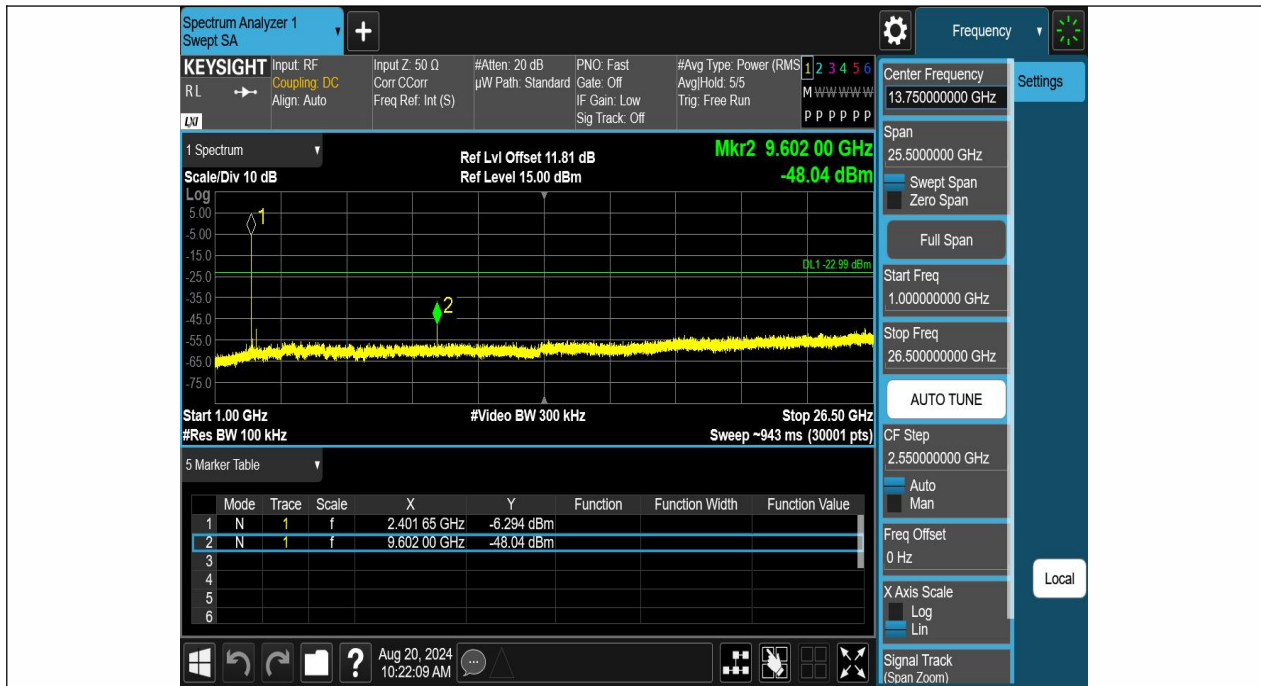 Spectrum Analyzer 1
Swept SA
+
Frequency
KEYSIGHT
RL
LXI
Input: RF
Coupling: DC
Align: Auto
Input Z: 50 Ω
Corr CCorr
Freq Ref: Int (S)
#Atten: 20 dB
µW Path: Standard
PNO: Fast
Gate: Off
IF Gain: Low
Sig Track: Off
#Avg Type: Power (RMS
Avg|Hold: 5/5
Trig: Free Run
1 2 3 4 5 6
M W W W W W
P P P P P P
1 Spectrum
Scale/Div 10 dB
Ref Lvl Offset 11.81 dB
Ref Level 15.00 dBm
Mkr2 9.602 00 GHz
-48.04 dBm
Log
5.00
-5.00
-15.0
-25.0
-35.0
-45.0
-55.0
-65.0
-75.0
1
2
DL1 -22.99 dBm
Start 1.00 GHz
#Video BW 300 kHz
Stop 26.50 GHz
#Res BW 100 kHz
Sweep ~943 ms (30001 pts)
5 Marker Table
Mode Trace Scale X Y Function Function Width Function Value
1 N 1 f 2.401 65 GHz -6.294 dBm
2 N 1 f 9.602 00 GHz -48.04 dBm
3
4
5
6
Aug 20, 2024
10:22:09 AM
Center Frequency
13.750000000 GHz
Settings
Span
25.5000000 GHz
Swept Span
Zero Span
Full Span
Start Freq
1.000000000 GHz
Stop Freq
26.500000000 GHz
AUTO TUNE
CF Step
2.550000000 GHz
Auto
Man
Freq Offset
0 Hz
Local
X Axis Scale
Log
Lin
Signal Track
(Span Zoom)